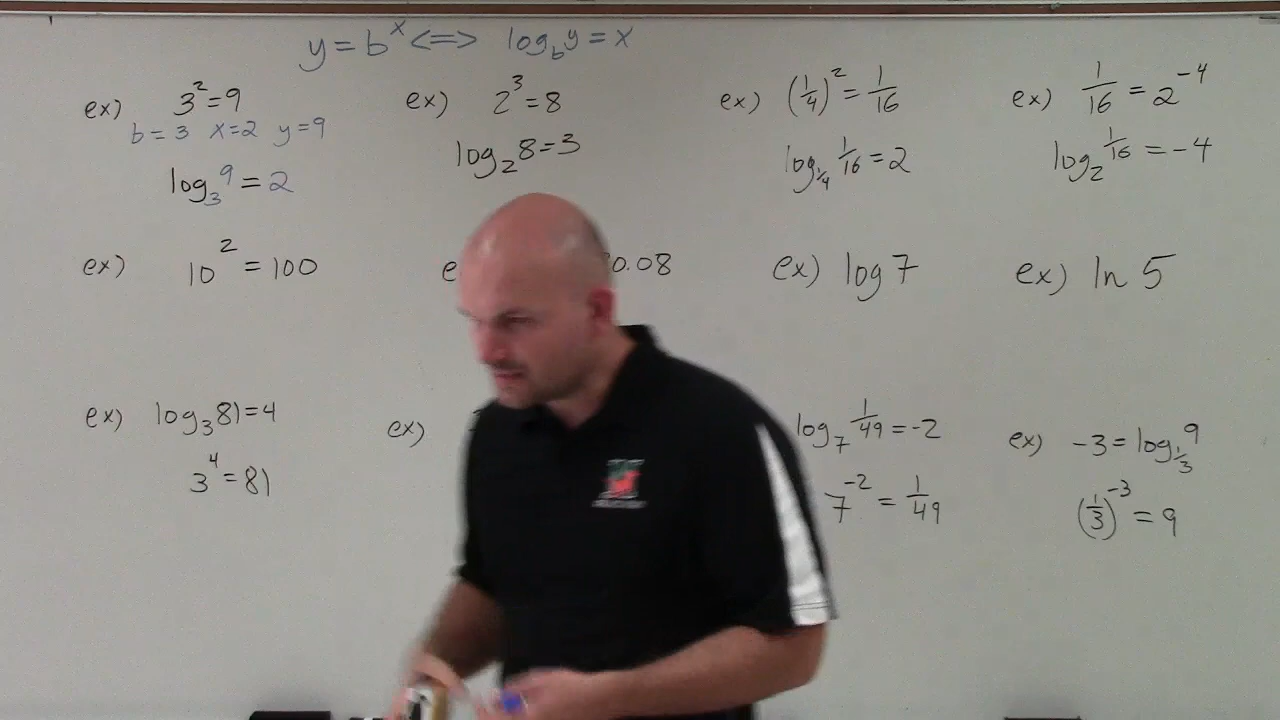 y = b^x <=> log_b y = x
ex) 3^2 = 9
b = 3 x = 2 y = 9
log_3 9 = 2
ex) 2^3 = 8
log_2 8 = 3
ex) (1/4)^2 = 1/16
log_1/4 1/16 = 2
ex) 1/16 = 2^-4
log_2 1/16 = -4
ex) 10^2 = 100
0.08
ex) log 7
ex) ln 5
ex) log_3 81 = 4
3^4 = 81
ex)
log_7 1/49 = -2
7^-2 = 1/49
ex) -3 = log_1/3 9
(1/3)^-3 = 9